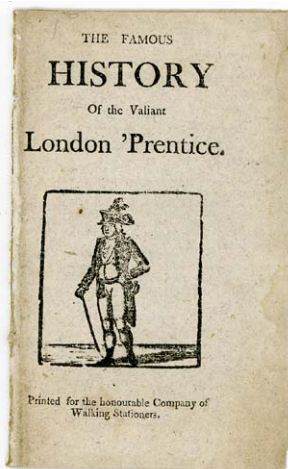 THE FAMOUS
HISTORY
Of the Valiant
London 'Prentice.
Printed for the honourable Company of
Walking Stationers.